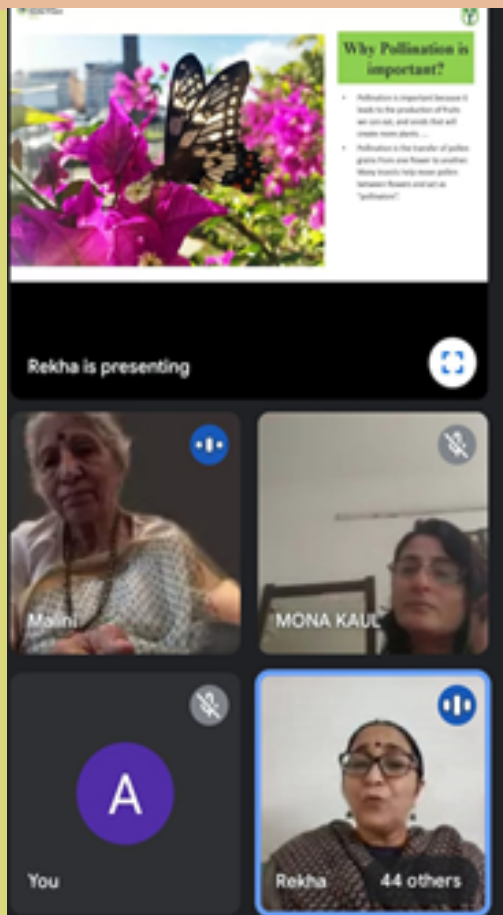 Why Pollination is
important?
• Pollination is important because it
leads to the production of fruits
we can eat, and seeds that will
create more plants ....
• Pollination is the transfer of pollen
grains from one flower to another.
Many insects help move pollen
between flowers and act as
"pollinators".
Rekha is presenting
Malini
MONA KAUL
A
You
Rekha
44 others